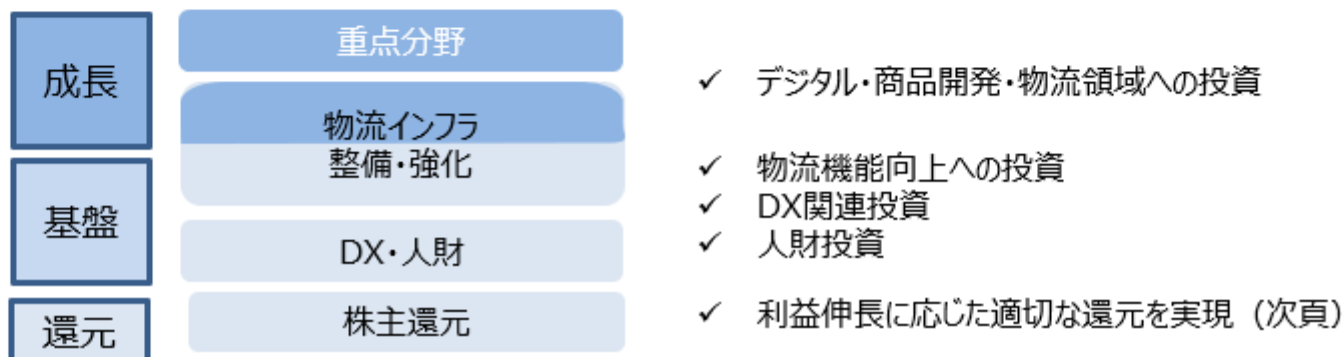 成長
重点分野
物流インフラ
整備・強化
✓ デジタル・商品開発・物流領域への投資
基盤
DX・人財
✓ 物流機能向上への投資
✓ DX関連投資
✓ 人財投資
還元
株主還元
✓ 利益伸長に応じた適切な還元を実現（次頁）